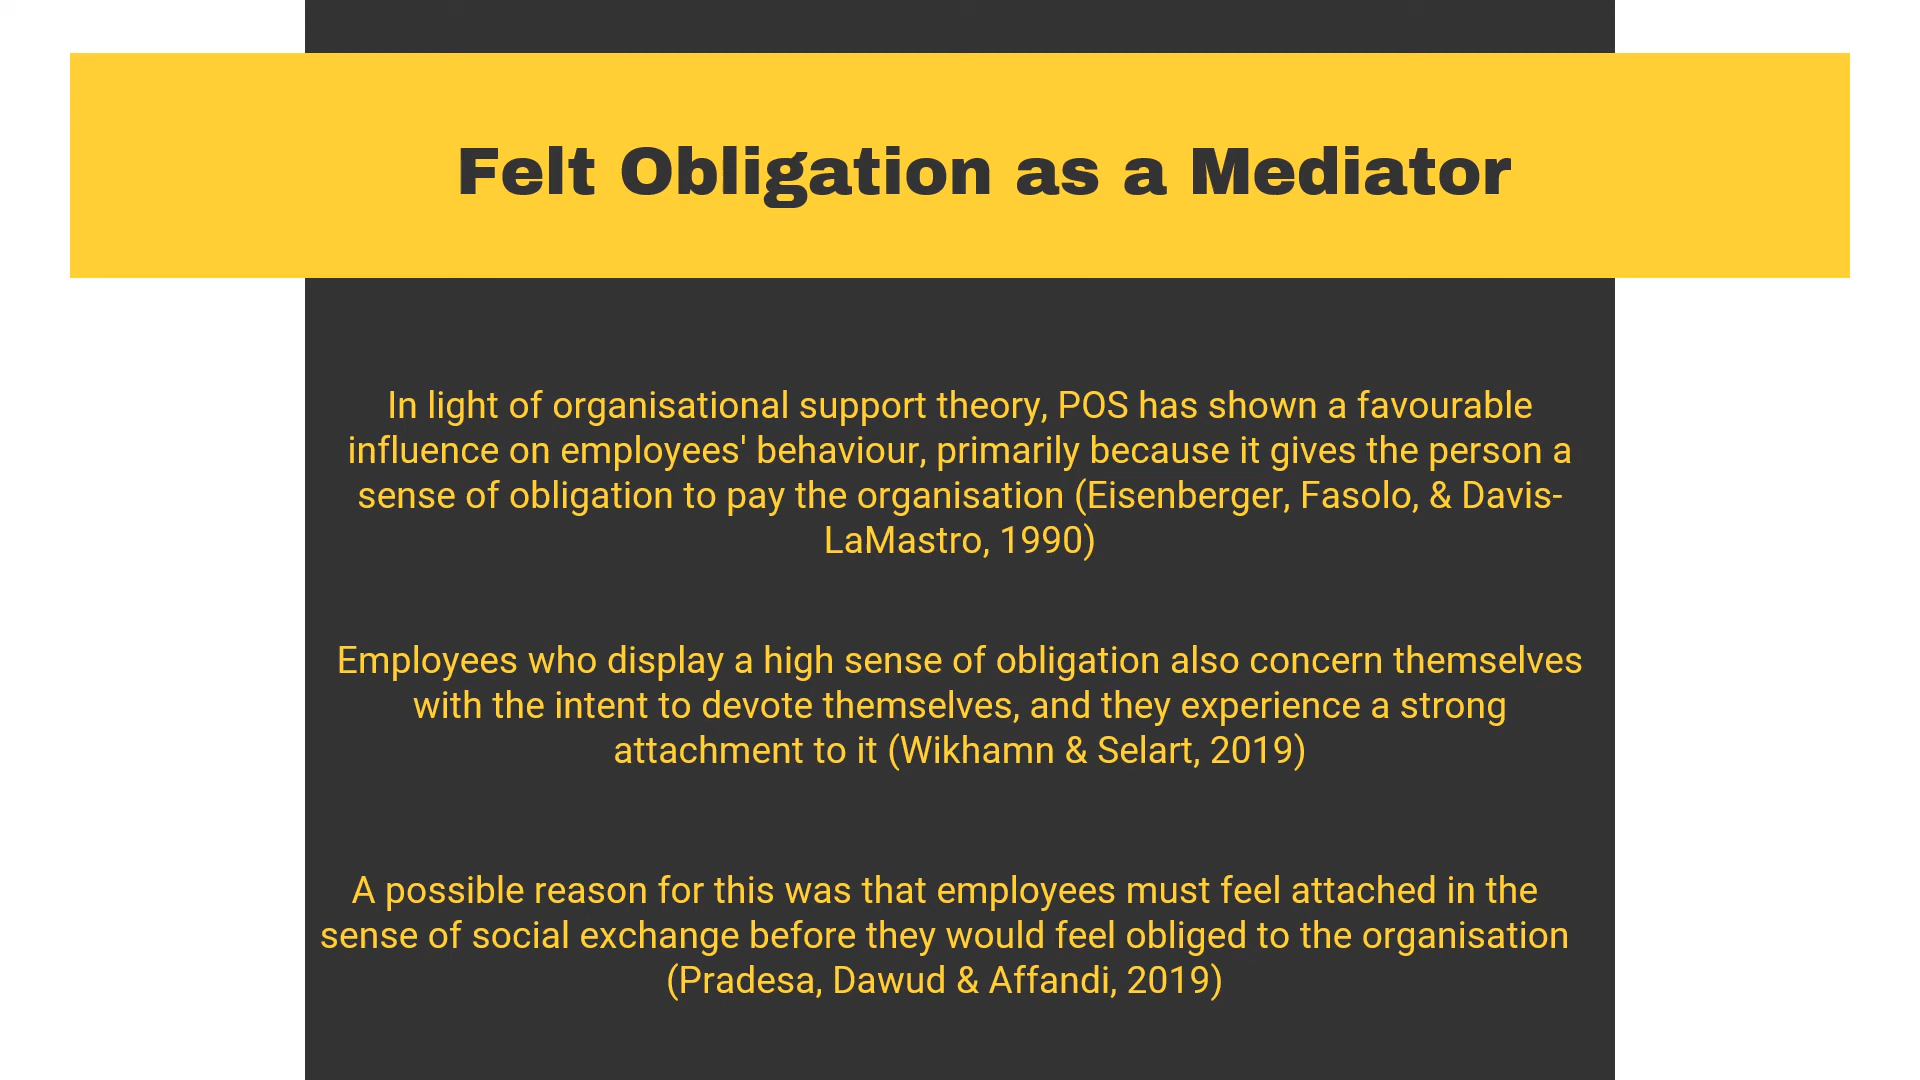 Felt Obligation as a Mediator
In light of organisational support theory, POS has shown a favourable
influence on employees' behaviour, primarily because it gives the person a
sense of obligation to pay the organisation (Eisenberger, Fasolo, & Davis-
LaMastro, 1990)
Employees who display a high sense of obligation also concern themselves
with the intent to devote themselves, and they experience a strong
attachment to it (Wikhamn & Selart, 2019)
A possible reason for this was that employees must feel attached in the
sense of social exchange before they would feel obliged to the organisation
(Pradesa, Dawud & Affandi, 2019)